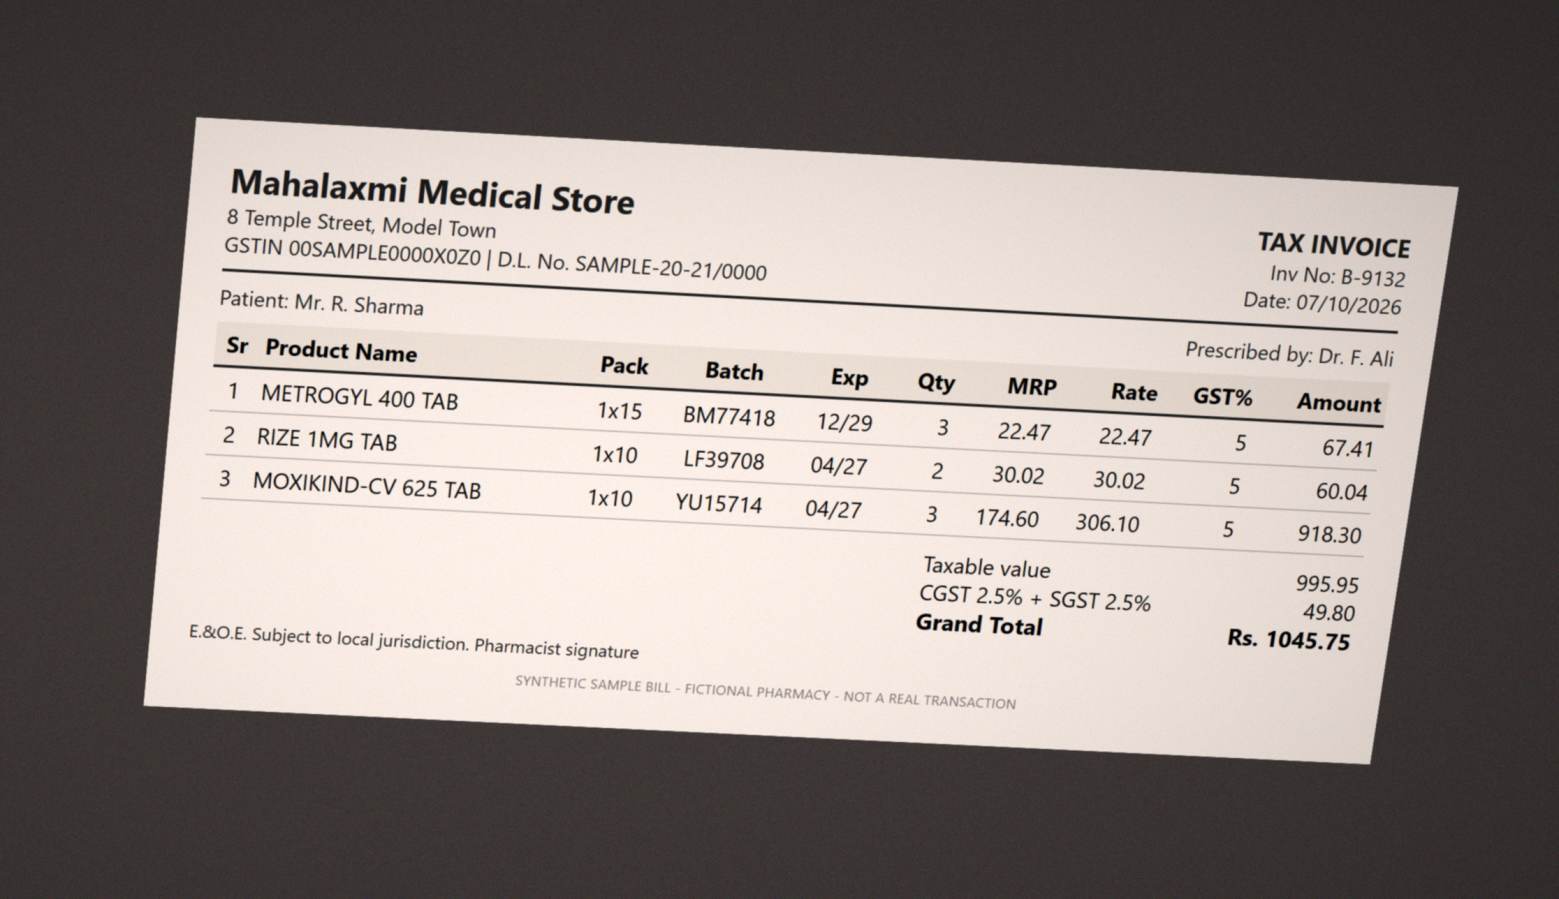 Mahalaxmi Medical Store
8 Temple Street, Model Town
GSTIN 00SAMPLE0000X0Z0 | D.L. No. SAMPLE-20-21/0000
TAX INVOICE
Inv No: B-9132
Date: 07/10/2026
Patient: Mr. R. Sharma
Prescribed by: Dr. F. Ali
Sr Product Name Pack Batch Exp Qty MRP Rate GST% Amount
1 METROGYL 400 TAB 1x15 BM77418 12/29 3 22.47 22.47 5 67.41
2 RIZE 1MG TAB 1x10 LF39708 04/27 2 30.02 30.02 5 60.04
3 MOXIKIND-CV 625 TAB 1x10 YU15714 04/27 3 174.60 306.10 5 918.30
Taxable value 995.95
CGST 2.5% + SGST 2.5% 49.80
Grand Total Rs. 1045.75
E.&O.E. Subject to local jurisdiction. Pharmacist signature
SYNTHETIC SAMPLE BILL - FICTIONAL PHARMACY - NOT A REAL TRANSACTION